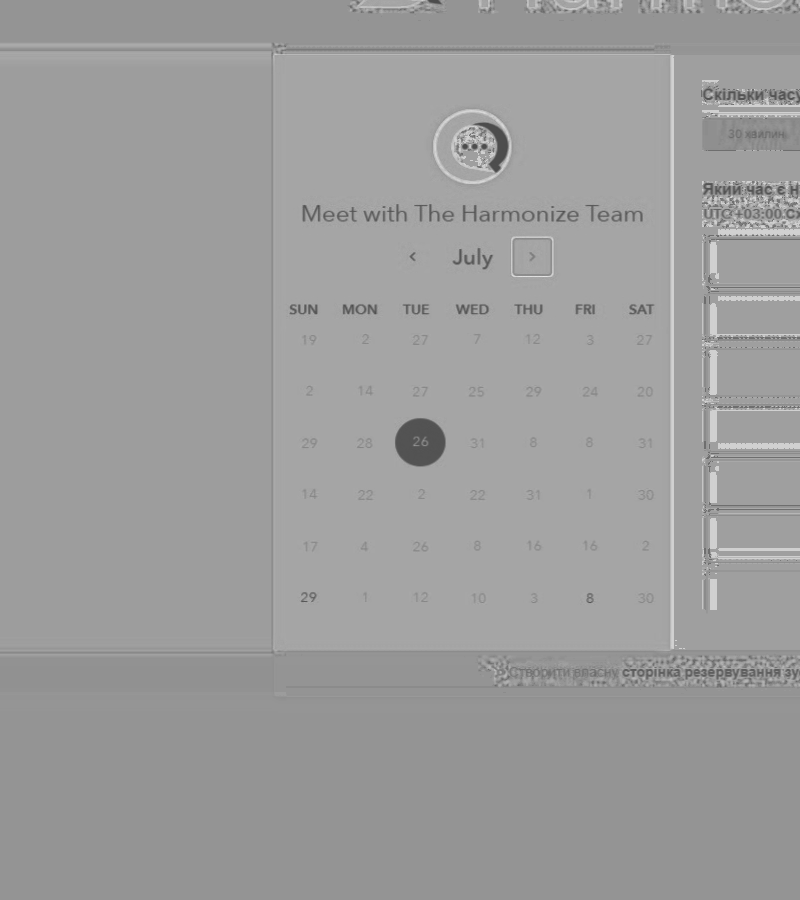 Meet with The Harmonize Team
July
SUN MON TUE WED THU FRI SAT
19 2 27 7 12 3 27
2 14 27 25 29 24 20
29 28 26 31 8 8 31
14 22 2 22 31 1 30
17 4 26 8 16 16 2
29 1 12 10 3 8 30
Скільки часу
30 хвилин
Який час є
UTC +03:00
Створити власну сторінка резервування